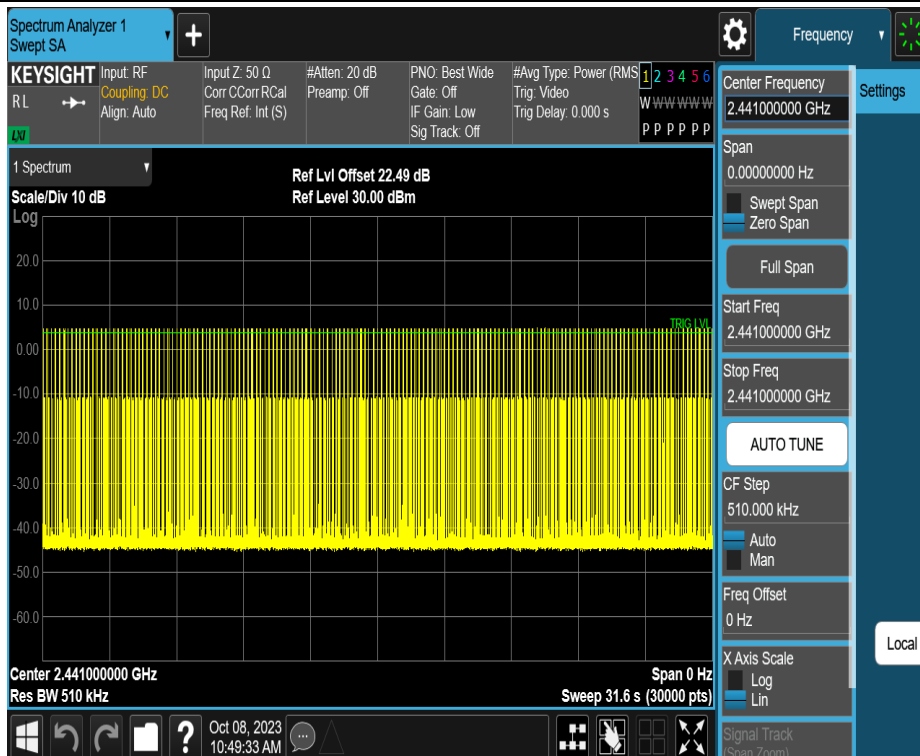 Spectrum Analyzer 1
Swept SA
+
Frequency
KEYSIGHT
RL
LXI
Input: RF
Coupling: DC
Align: Auto
Input Z: 50 Ω
Corr CCorr RCal
Freq Ref: Int (S)
#Atten: 20 dB
Preamp: Off
PNO: Best Wide
Gate: Off
IF Gain: Low
Sig Track: Off
#Avg Type: Power (RMS
Trig: Video
Trig Delay: 0.000 s
1 2 3 4 5 6
W W W W W W
P P P P P P
1 Spectrum
Scale/Div 10 dB
Ref Lvl Offset 22.49 dB
Ref Level 30.00 dBm
Log
20.0
10.0
TRIG LVL
0.00
-10.0
-20.0
-30.0
-40.0
-50.0
-60.0
Center 2.441000000 GHz
Span 0 Hz
Res BW 510 kHz
Sweep 31.6 s (30000 pts)
Center Frequency
2.441000000 GHz
Settings
Span
0.00000000 Hz
Swept Span
Zero Span
Full Span
Start Freq
2.441000000 GHz
Stop Freq
2.441000000 GHz
AUTO TUNE
CF Step
510.000 kHz
Auto
Man
Freq Offset
0 Hz
Local
X Axis Scale
Log
Lin
Signal Track
(Span Zoom)
?
Oct 08, 2023
10:49:33 AM